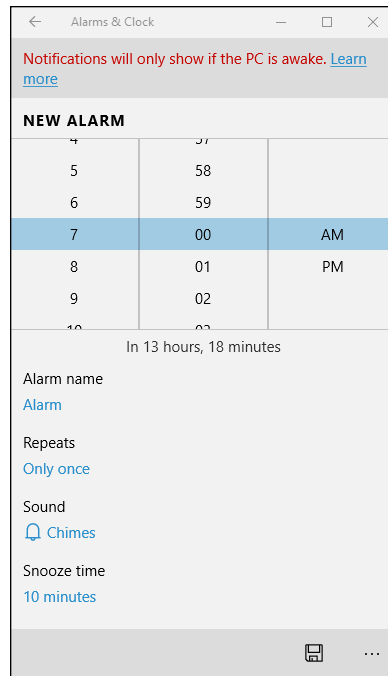 Alarms & Clock
Notifications will only show if the PC is awake. Learn
more
NEW ALARM
5 58
6 59
7 00 AM
8 01 PM
9 02
In 13 hours, 18 minutes
Alarm name
Alarm
Repeats
Only once
Sound
Chimes
Snooze time
10 minutes